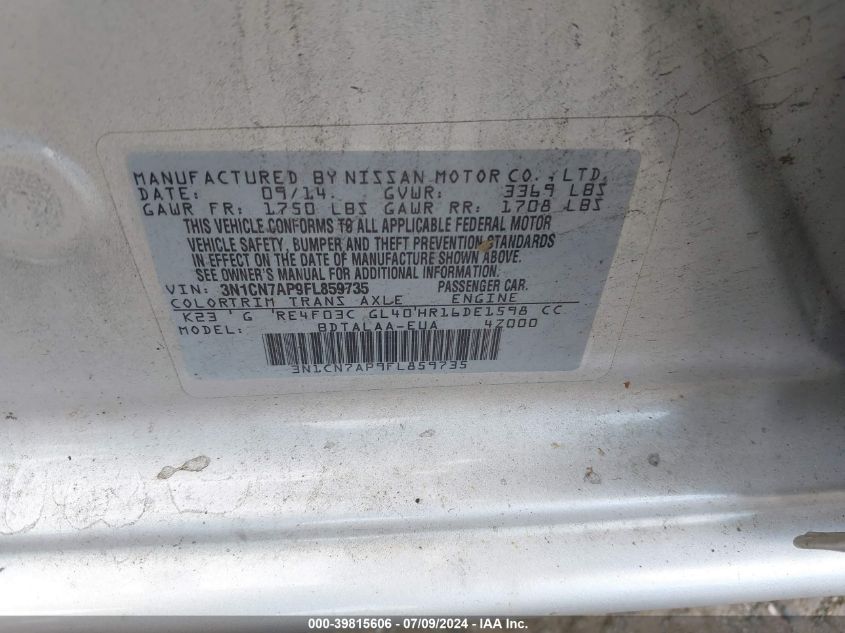 MANUFACTURED BY NISSAN MOTOR CO., LTD.
DATE: 09/14. GVWR: 3369 LBS
GAWR FR: 1750 LBS GAWR RR: 1708 LBS
THIS VEHICLE CONFORMS TO ALL APPLICABLE FEDERAL MOTOR
VEHICLE SAFETY, BUMPER AND THEFT PREVENTION STANDARDS
IN EFFECT ON THE DATE OF MANUFACTURE SHOWN ABOVE.
SEE OWNER'S MANUAL FOR ADDITIONAL INFORMATION.
VIN: 3N1CN7AP9FL859735 PASSENGER CAR.
COLORTRIM TRANS AXLE ENGINE
K23 'G 'RE4F03C GL40'HR16DE1598 CC
MODEL: BDTALAA-EUA 4Z000
3N1CN7AP9FL859735
000-39815606 - 07/09/2024 - IAA Inc.